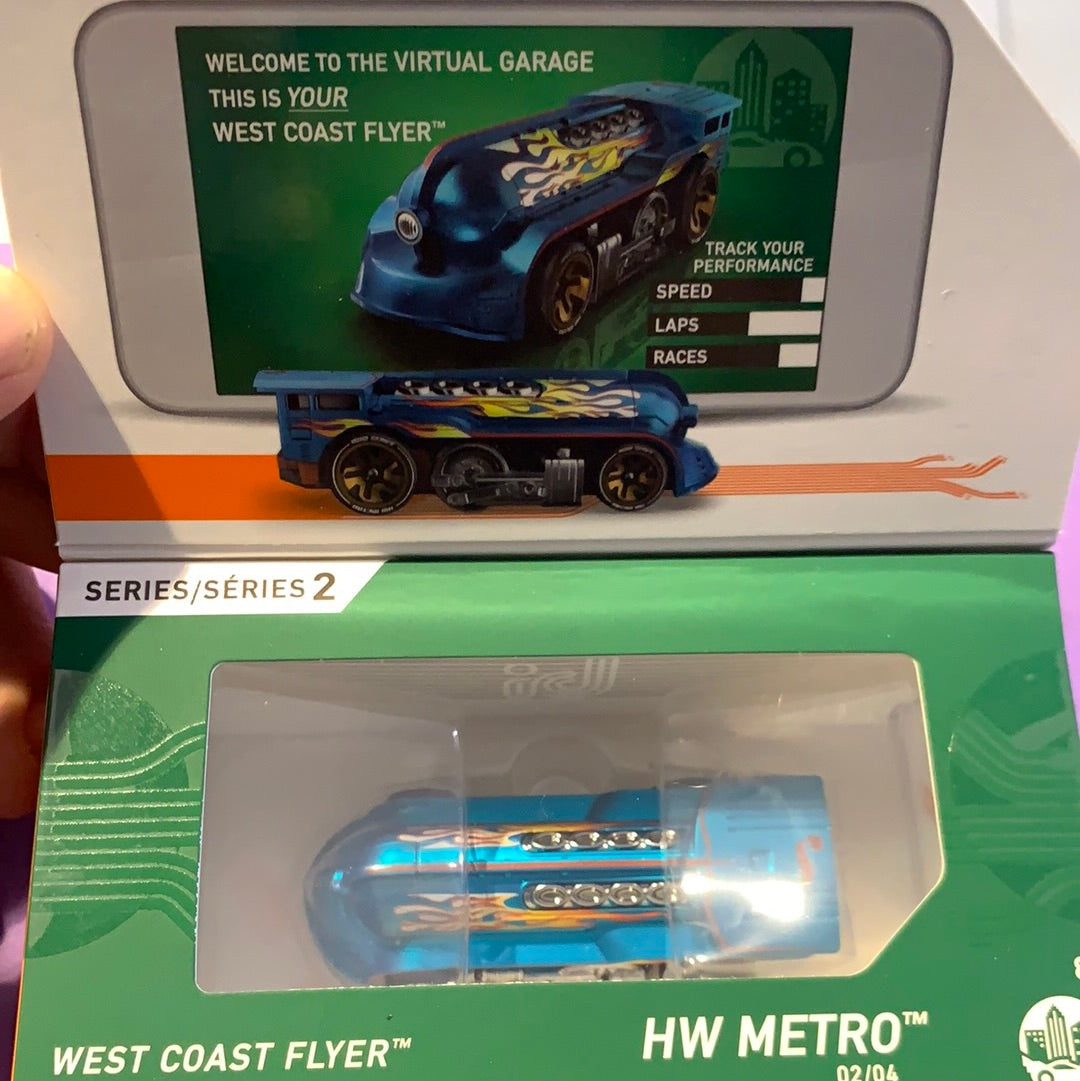 WELCOME TO THE VIRTUAL GARAGE
THIS IS YOUR
WEST COAST FLYER™
TRACK YOUR
PERFORMANCE
SPEED
LAPS
RACES
SERIES/SÉRIES 2
WEST COAST FLYER™
HW METRO™
02/04